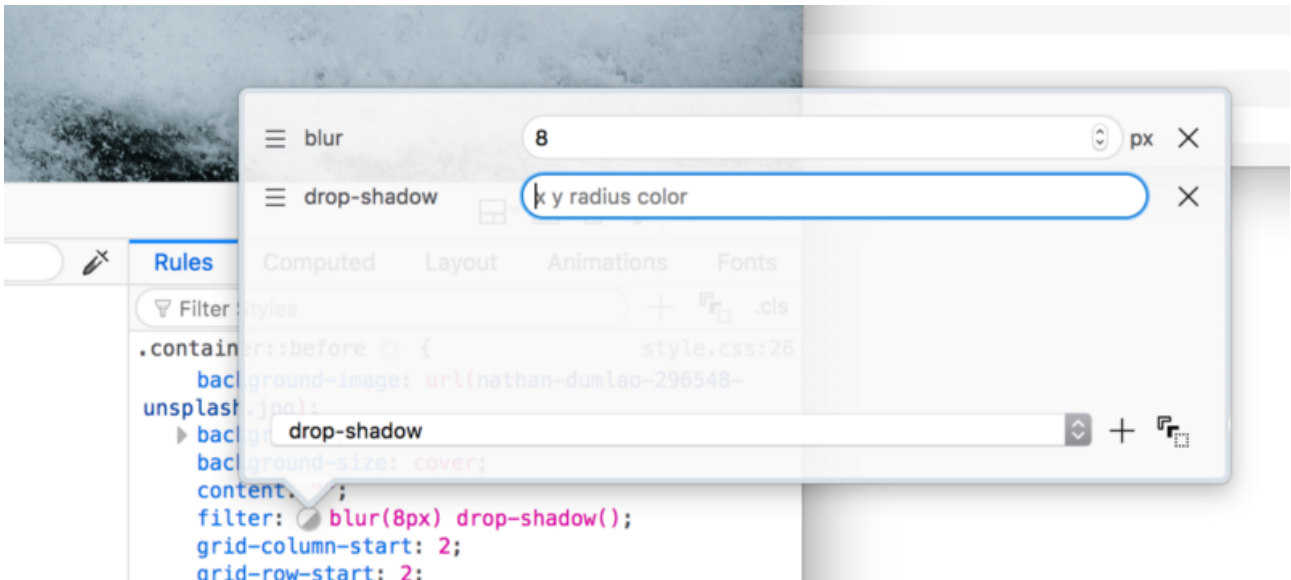 blur 8 px
drop-shadow x y radius color
Rules Computed Layout Animations Fonts
Filter Styles .cls
.container::before { style.css:26
background-image: url(nathan-dumlao-296548-
unsplash.jpg);
drop-shadow
background-size: cover;
content: "";
filter: blur(8px) drop-shadow();
grid-column-start: 2;
grid-row-start: 2;